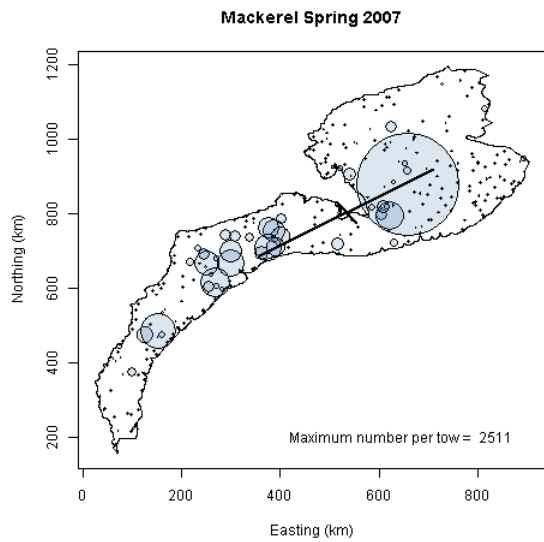 Mackerel Spring 2007
1200
1000
800
600
400
200
Northing (km)
Maximum number per tow = 2511
0 200 400 600 800
Easting (km)